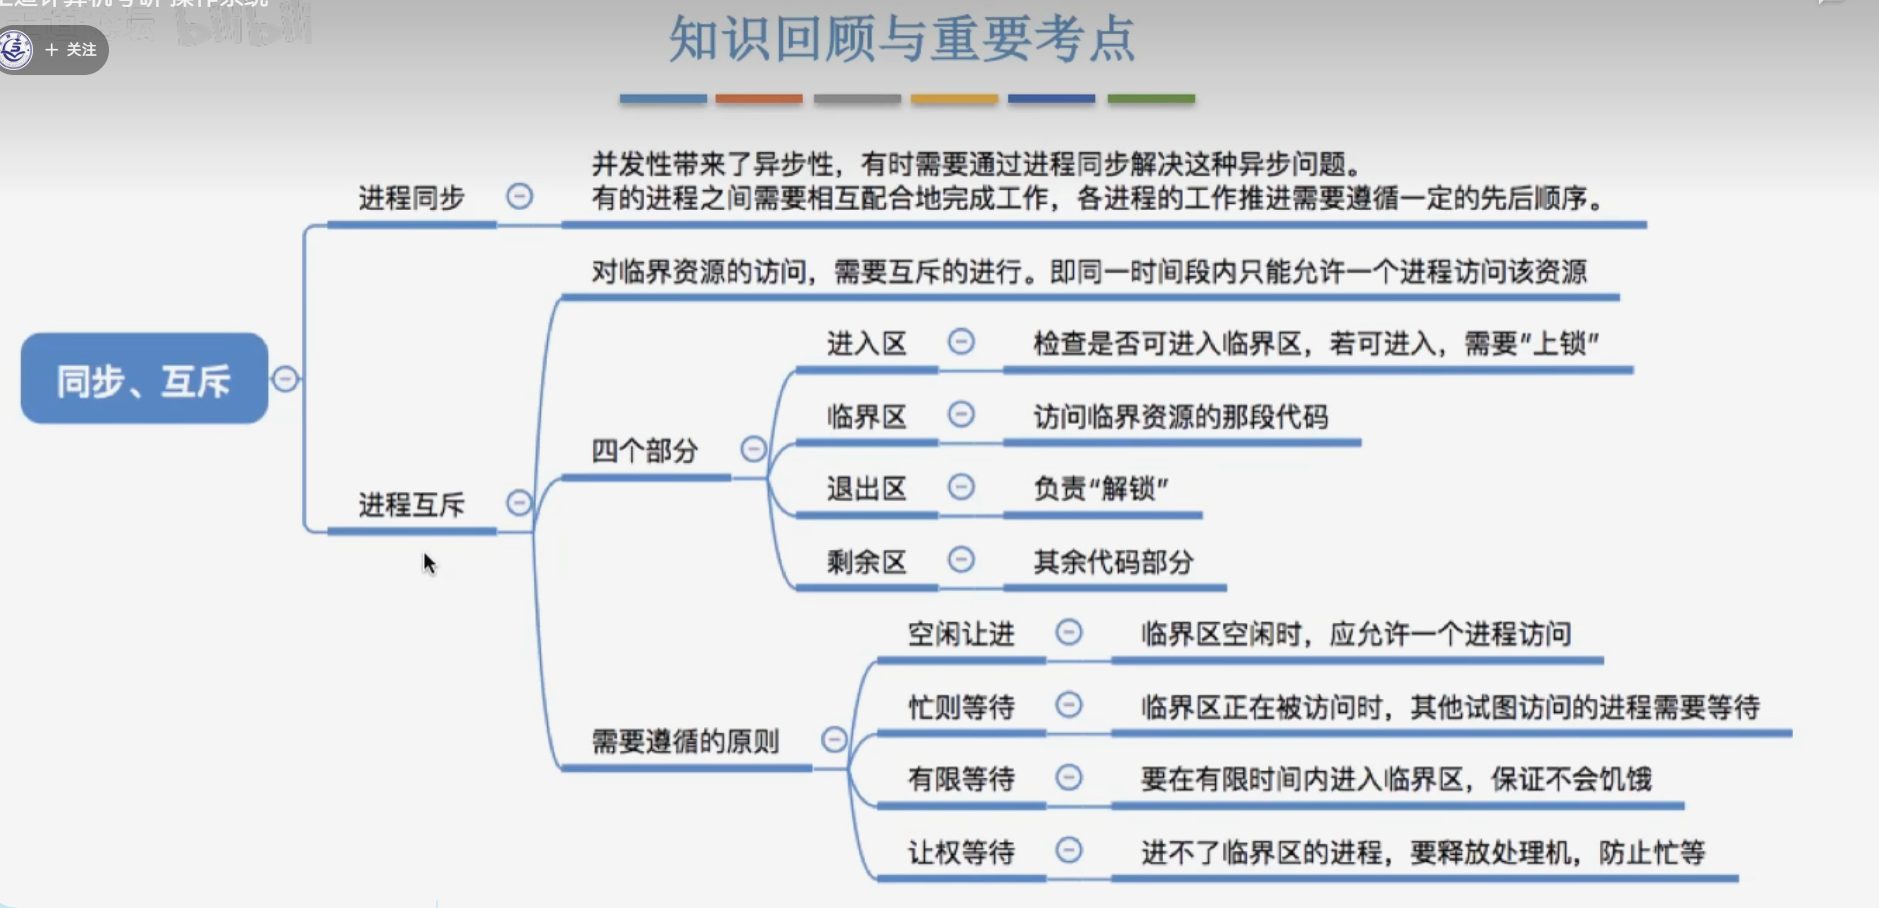 王道计算机考研 操作系统
bilibili
+ 关注
知识回顾与重要考点
并发性带来了异步性，有时需要通过进程同步解决这种异步问题。
进程同步
有的进程之间需要相互配合地完成工作，各进程的工作推进需要遵循一定的先后顺序。
对临界资源的访问，需要互斥的进行。即同一时间段内只能允许一个进程访问该资源
进入区
检查是否可进入临界区，若可进入，需要“上锁”
同步、互斥
临界区
访问临界资源的那段代码
四个部分
退出区
负责“解锁”
进程互斥
剩余区
其余代码部分
空闲让进
临界区空闲时，应允许一个进程访问
忙则等待
临界区正在被访问时，其他试图访问的进程需要等待
需要遵循的原则
有限等待
要在有限时间内进入临界区，保证不会饥饿
让权等待
进不了临界区的进程，要释放处理机，防止忙等